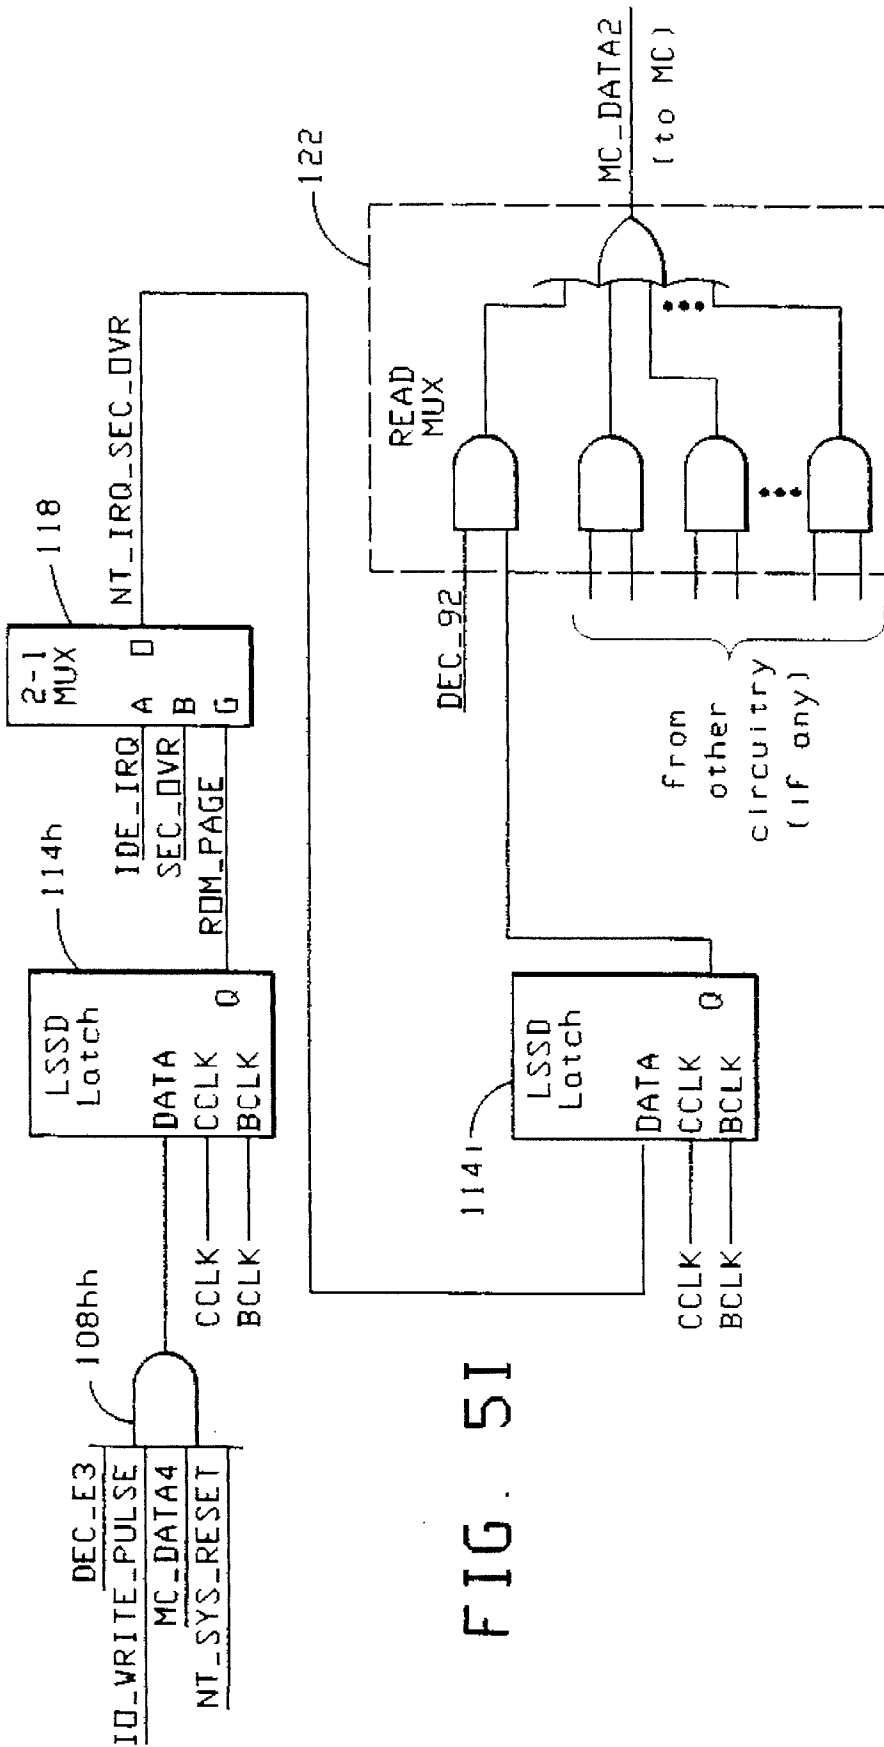 DEC_E3
IO_WRITE_PULSE
MC_DATA4
NT_SYS_RESET
108hh
CCLK
BCLK
LSSD
Latch
DATA
CCLK
BCLK
Q
114h
IDE_IRQ
SEC_OVR
ROM_PAGE
2-1
MUX
A
B
G
O
118
NT_IRQ_SEC_OVR
CCLK
BCLK
114i
LSSD
Latch
DATA
CCLK
BCLK
Q
DEC_92
from
other
circuitry
(if any)
READ
MUX
122
MC_DATA2
(to MC)
FIG. 5I